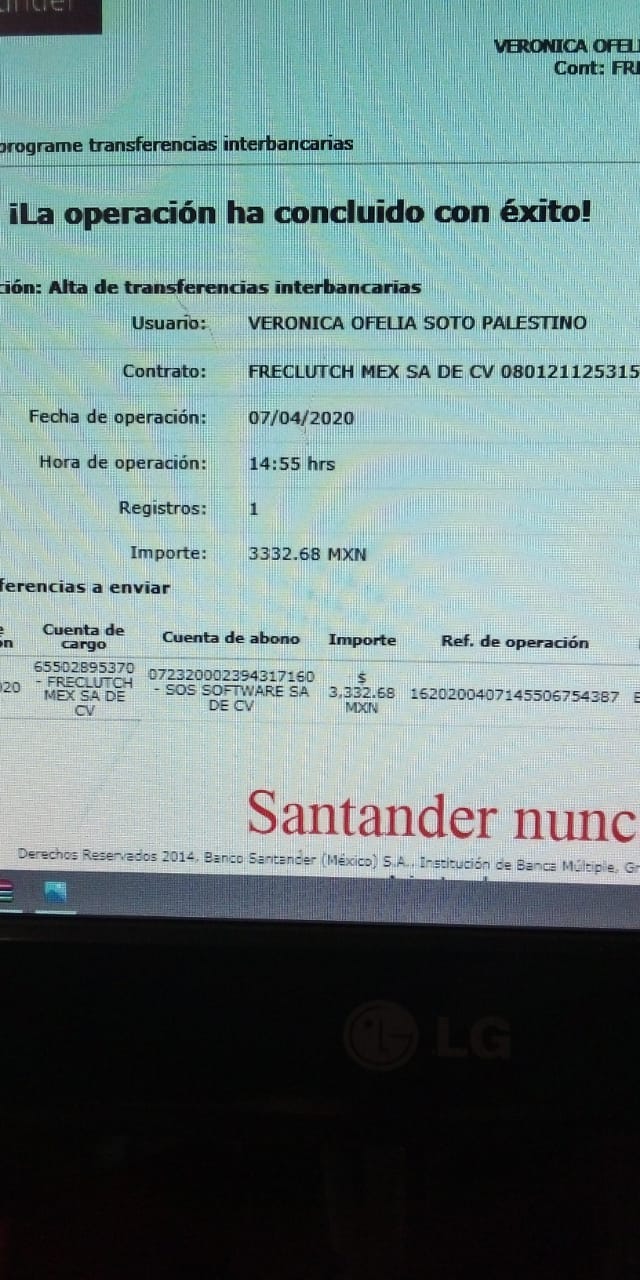 VERONICA OFELI
Cont: FRE
programe transferencias interbancarias
¡La operación ha concluido con éxito!
ción: Alta de transferencias interbancarias
Usuario: VERONICA OFELIA SOTO PALESTINO
Contrato: FRECLUTCH MEX SA DE CV 080121125315
Fecha de operación: 07/04/2020
Hora de operación: 14:55 hrs
Registros: 1
Importe: 3332.68 MXN
ferencias a enviar
Cuenta de cargo Cuenta de abono Importe Ref. de operación
020 65502895370 - FRECLUTCH MEX SA DE CV 072320002394317160 - SOS SOFTWARE SA DE CV $ 3,332.68 MXN 1620200407145506754387
Santander nunc
Derechos Reservados 2014, Banco Santander (México) S.A., Institución de Banca Múltiple, Gr
LG